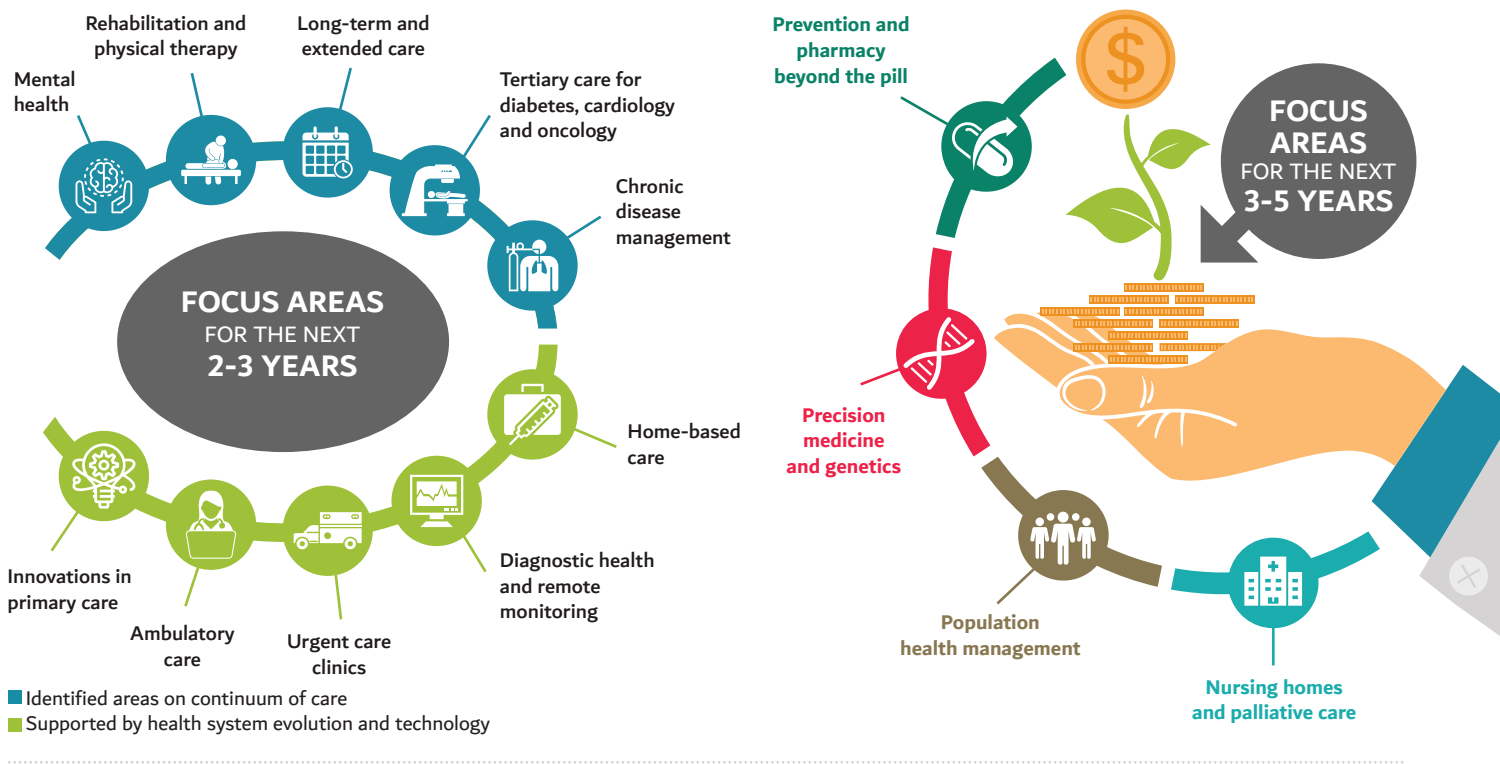 Rehabilitation and
physical therapy
Long-term and
extended care
Mental
health
Tertiary care for
diabetes, cardiology
and oncology
Chronic
disease
management
FOCUS AREAS
FOR THE NEXT
2-3 YEARS
Home-based
care
Diagnostic health
and remote
monitoring
Urgent care
clinics
Ambulatory
care
Innovations in
primary care
Identified areas on continuum of care
Supported by health system evolution and technology
Prevention and
pharmacy
beyond the pill
$
FOCUS
AREAS
FOR THE NEXT
3-5 YEARS
Precision
medicine
and genetics
Population
health management
Nursing homes
and palliative care